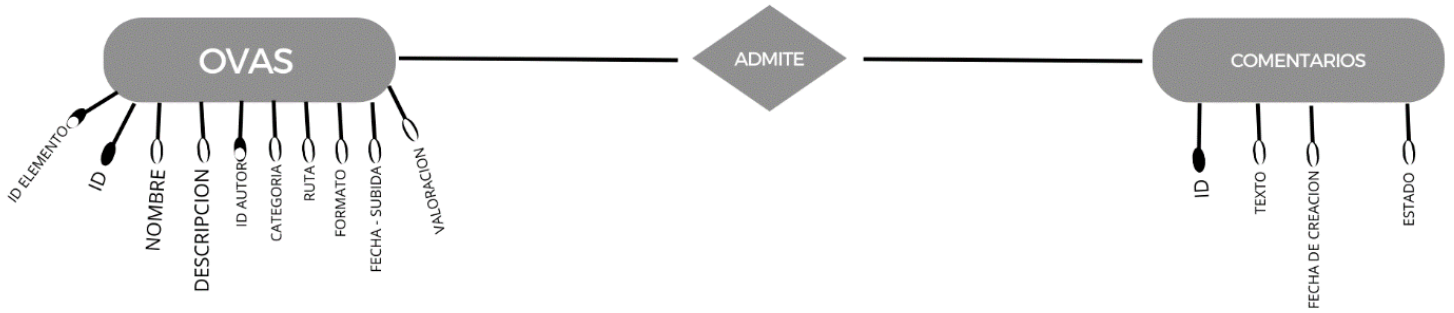 OVAS
ADMITE
COMENTARIOS
ID ELEMENTO
ID
NOMBRE
DESCRIPCION
ID AUTOR
CATEGORIA
RUTA
FORMATO
FECHA - SUBIDA
VALORACION
ID
TEXTO
FECHA DE CREACION
ESTADO